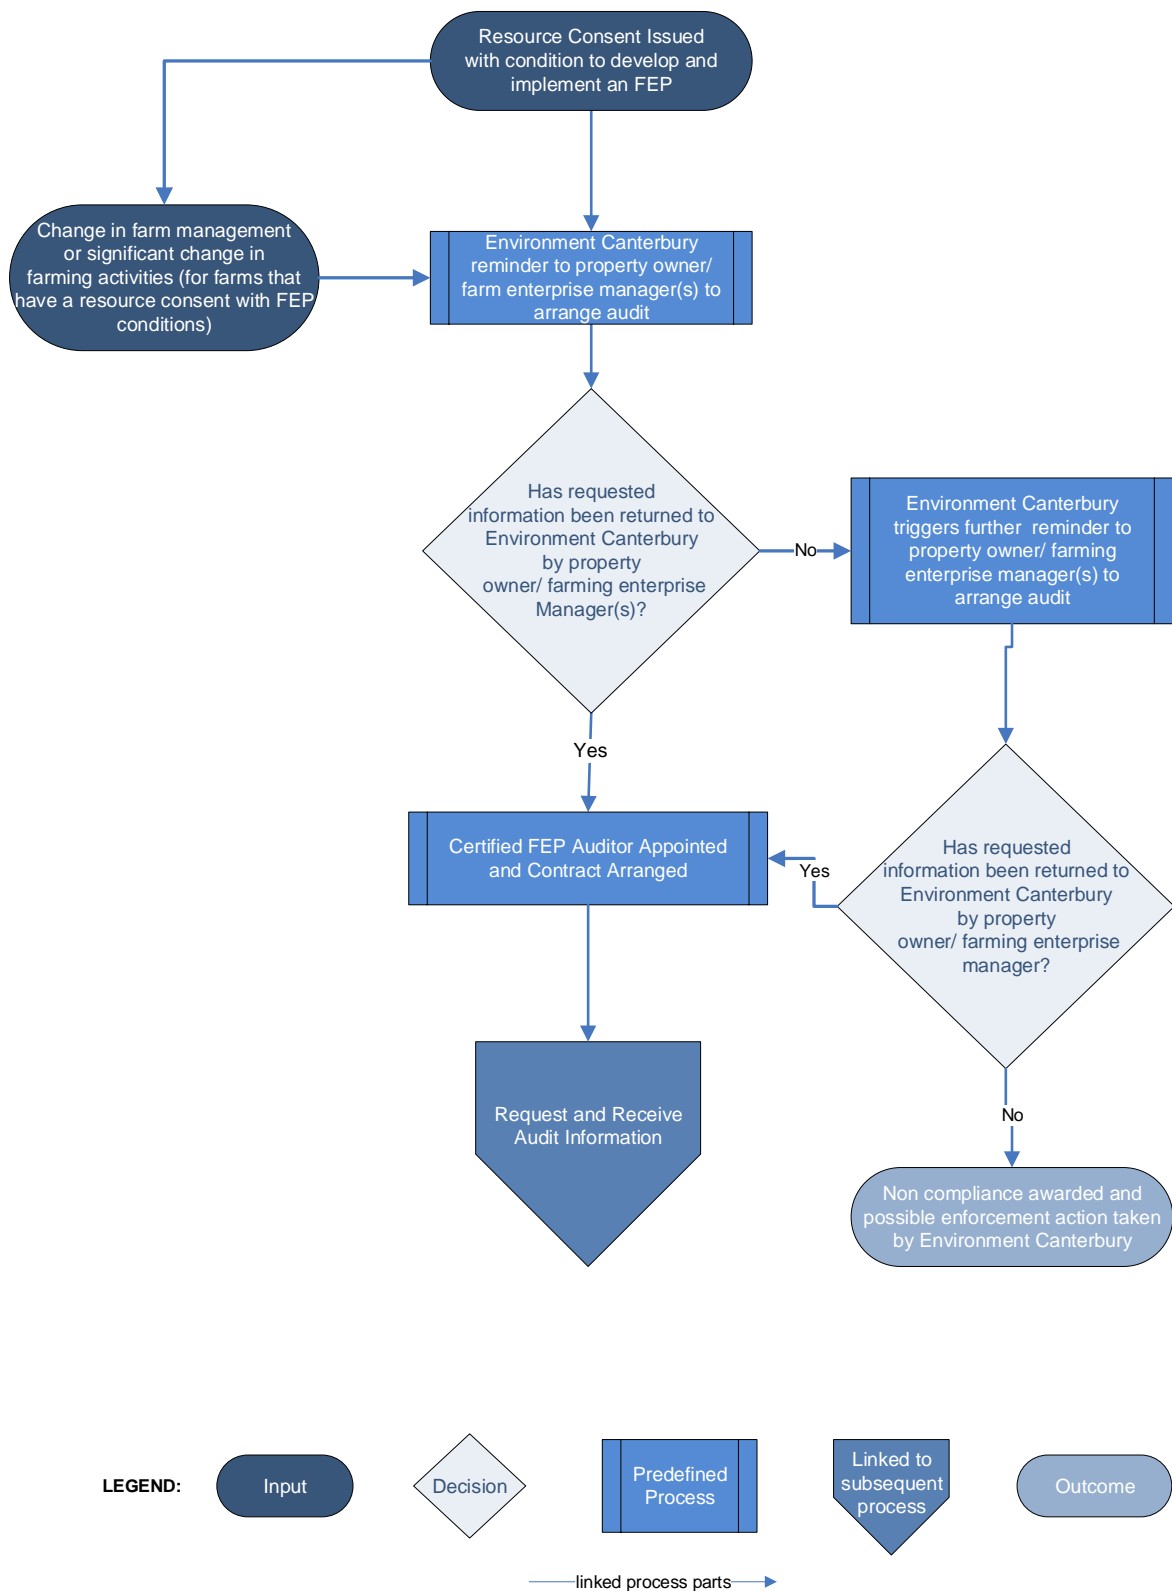 Resource Consent Issued
with condition to develop and
implement an FEP
Change in farm management
or significant change in
farming activities (for farms that
have a resource consent with FEP
conditions)
Environment Canterbury
reminder to property owner/
farm enterprise manager(s) to
arrange audit
Has requested
information been returned to
Environment Canterbury
by property
owner/ farming enterprise
Manager(s)?
No
Environment Canterbury
triggers further reminder to
property owner/ farming
enterprise manager(s) to
arrange audit
Yes
Certified FEP Auditor Appointed
and Contract Arranged
Yes
Has requested
information been returned to
Environment Canterbury
by property
owner/ farming enterprise
manager?
Request and Receive
Audit Information
No
Non compliance awarded and
possible enforcement action taken
by Environment Canterbury
LEGEND:
Input
Decision
Predefined
Process
Linked to
subsequent
process
Outcome
linked process parts